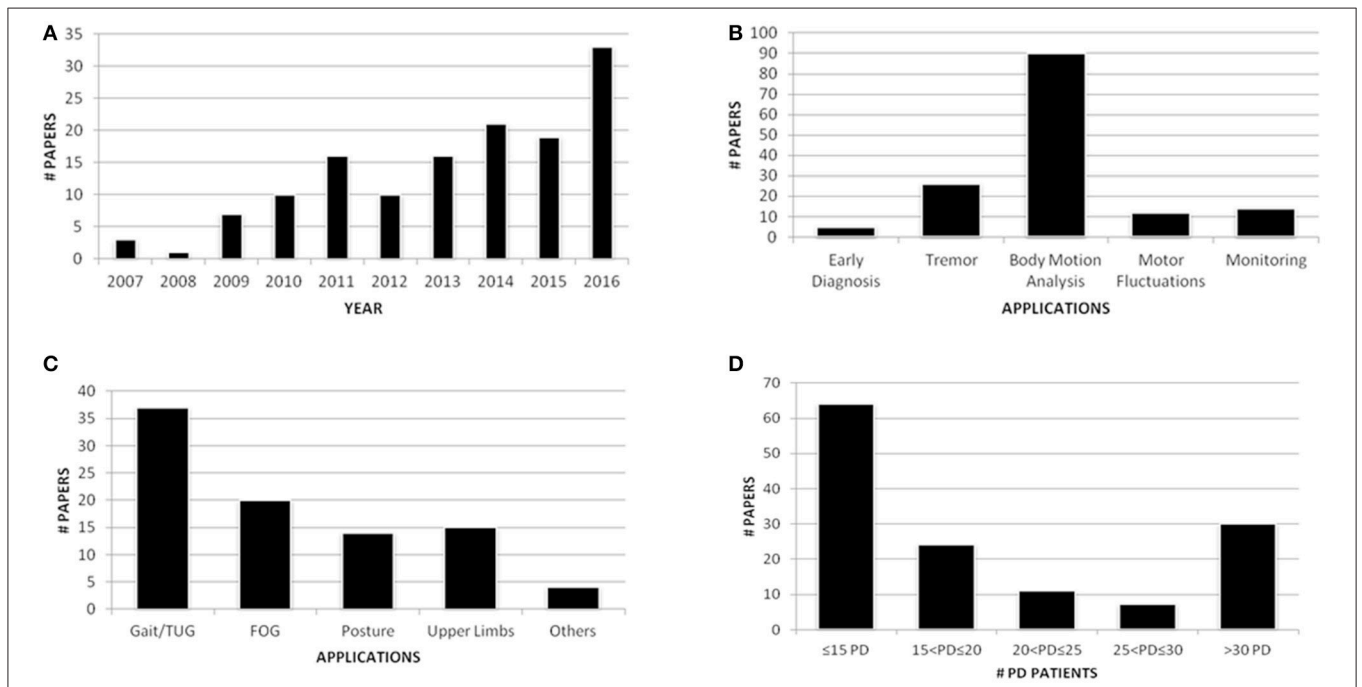 A
35
30
25
20
15
10
5
0
# PAPERS
2007 2008 2009 2010 2011 2012 2013 2014 2015 2016
YEAR
B
100
90
80
70
60
50
40
30
20
10
0
# PAPERS
Early Tremor Body Motion Motor Monitoring
Diagnosis Analysis Fluctuations
APPLICATIONS
C
40
35
30
25
20
15
10
5
0
# PAPERS
Gait/TUG FOG Posture Upper Limbs Others
APPLICATIONS
D
70
60
50
40
30
20
10
0
# PAPERS
≤15 PD 15<PD≤20 20<PD≤25 25<PD≤30 >30 PD
# PD PATIENTS